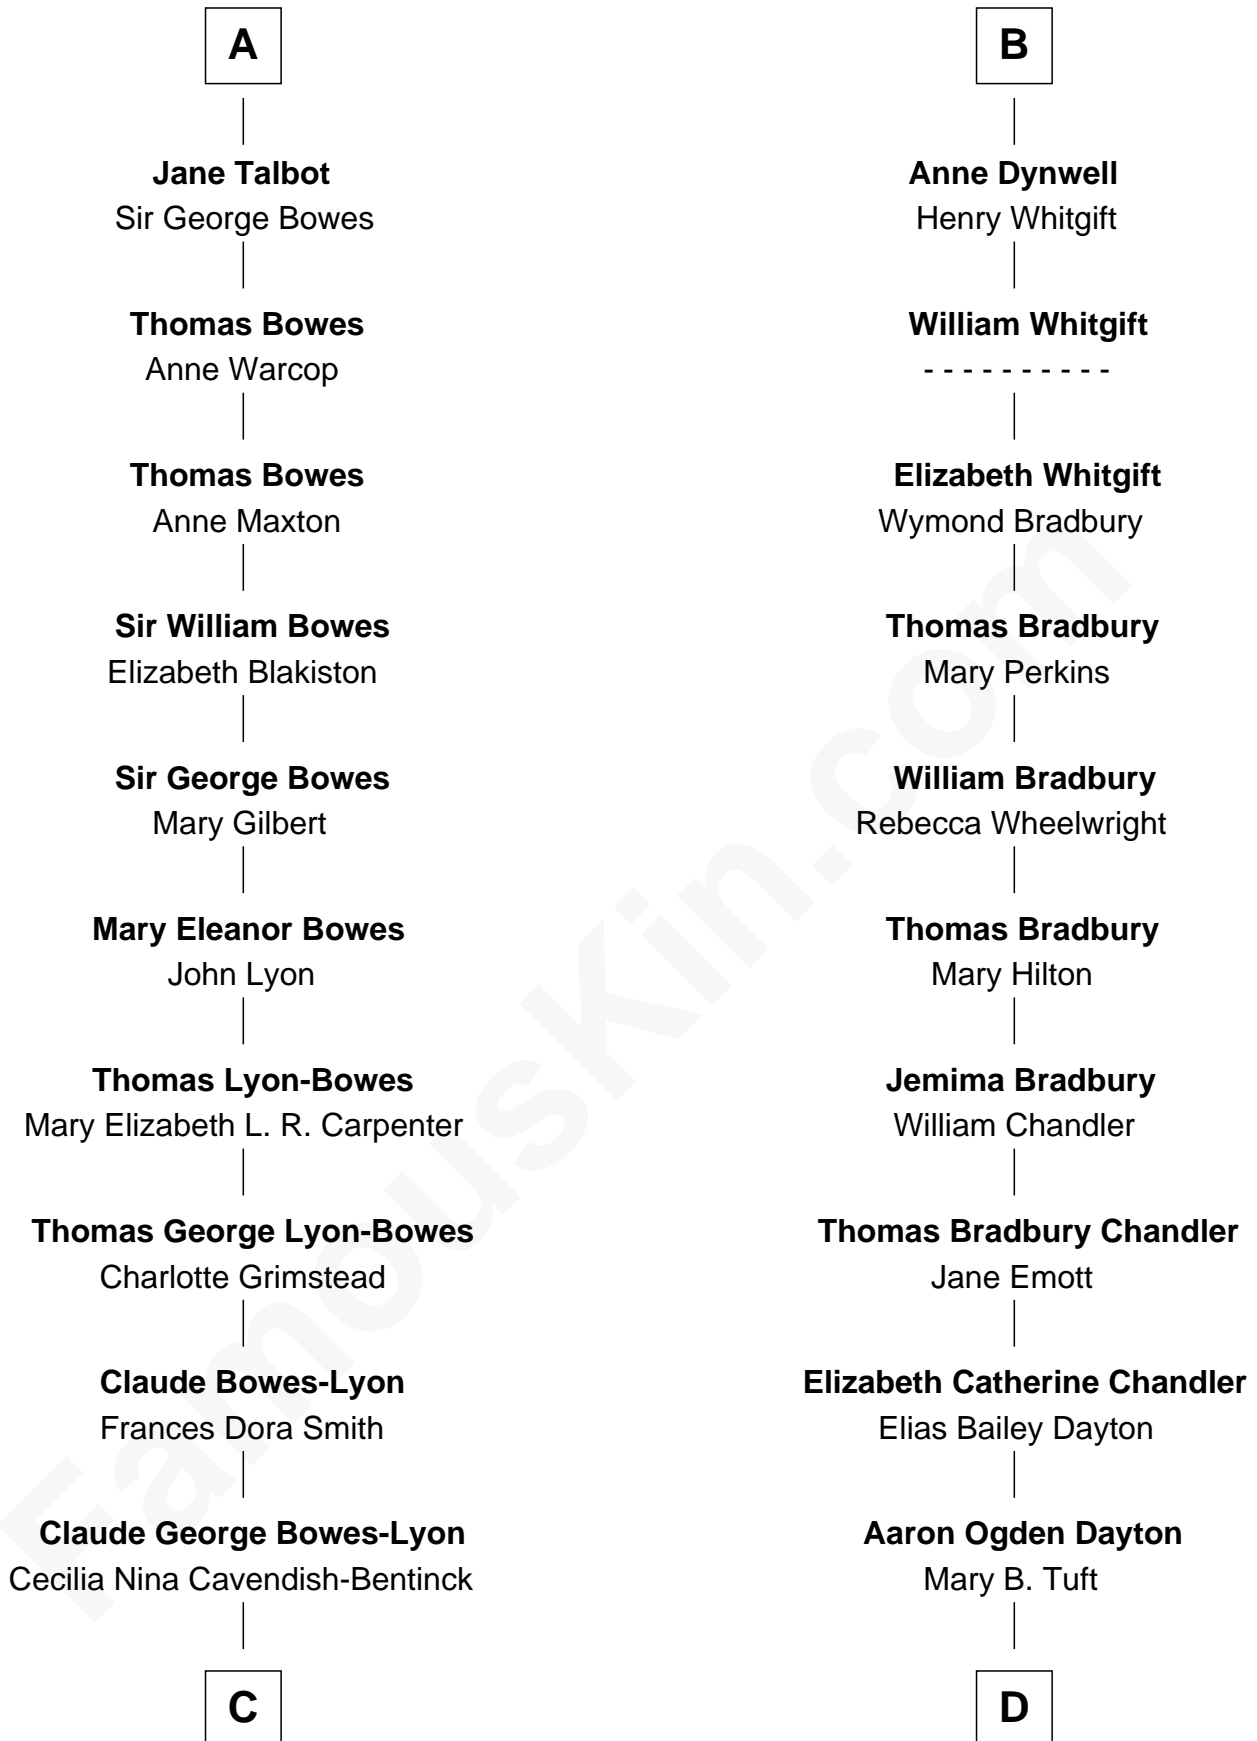 A
Jane Talbot
Sir George Bowes
Thomas Bowes
Anne Warcop
Thomas Bowes
Anne Maxton
Sir William Bowes
Elizabeth Blakiston
Sir George Bowes
Mary Gilbert
Mary Eleanor Bowes
John Lyon
Thomas Lyon-Bowes
Mary Elizabeth L. R. Carpenter
Thomas George Lyon-Bowes
Charlotte Grimstead
Claude Bowes-Lyon
Frances Dora Smith
Claude George Bowes-Lyon
Cecilia Nina Cavendish-Bentinck
C
B
Anne Dynwell
Henry Whitgift
William Whitgift
- - - - - - - - - -
Elizabeth Whitgift
Wymond Bradbury
Thomas Bradbury
Mary Perkins
William Bradbury
Rebecca Wheelwright
Thomas Bradbury
Mary Hilton
Jemima Bradbury
William Chandler
Thomas Bradbury Chandler
Jane Emott
Elizabeth Catherine Chandler
Elias Bailey Dayton
Aaron Ogden Dayton
Mary B. Tuft
D
FamousKin.com